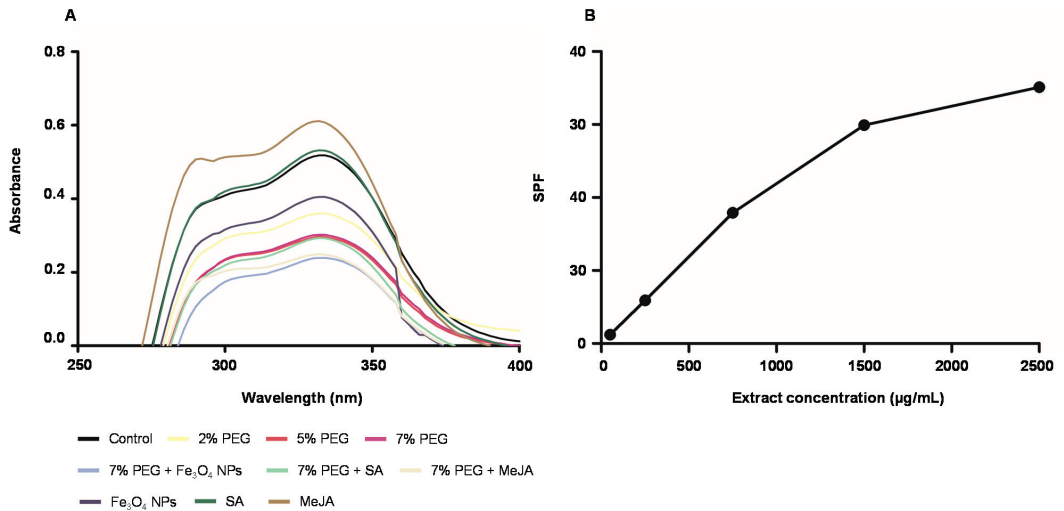 A
B
0.8
0.6
0.4
0.2
0.0
Absorbance
250
300
350
400
Wavelength (nm)
40
30
40
30
0
SPF
0
500
1000
1500
2000
2500
Extract concentration (µg/mL)
Control
2% PEG
5% PEG
7% PEG
7% PEG + Fe₃O₄ NPs
7% PEG + SA
7% PEG + MeJA
Fe₃O₄ NPs
SA
MeJA